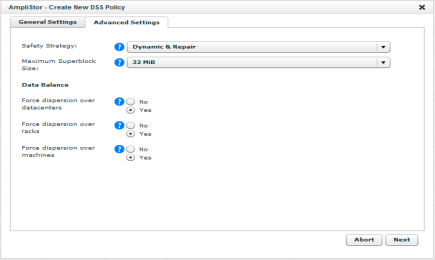 AmpliStor - Create New DSS Policy
General Settings
Advanced Settings
Safety Strategy:
Dynamic & Repair
Maximum Superblock
Size:
32 MiB
Data Balance
Force dispersion over
datacenters
No
Yes
Force dispersion over
racks
No
Yes
Force dispersion over
machines
No
Yes
Abort
Next